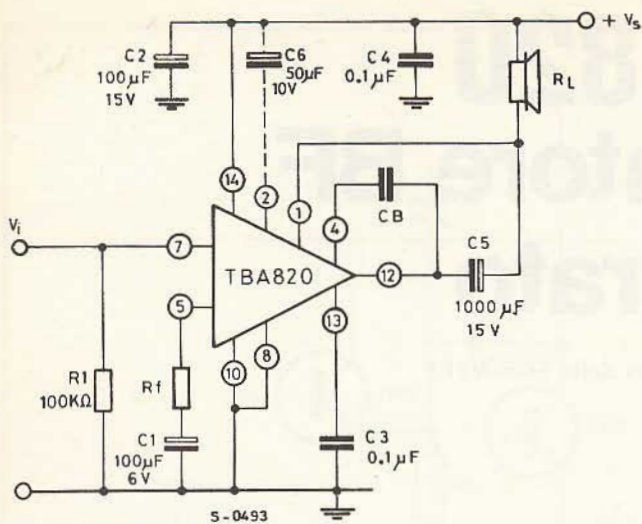 + Vs
C2
100µF
15V
C6
50µF
10V
C4
0.1µF
RL
14
2
1
4
CB
Vi
7
TBA820
12
C5
1000µF
15V
5
13
10
8
R1
100KΩ
Rf
C1
100µF
6V
C3
0.1µF
S-0493